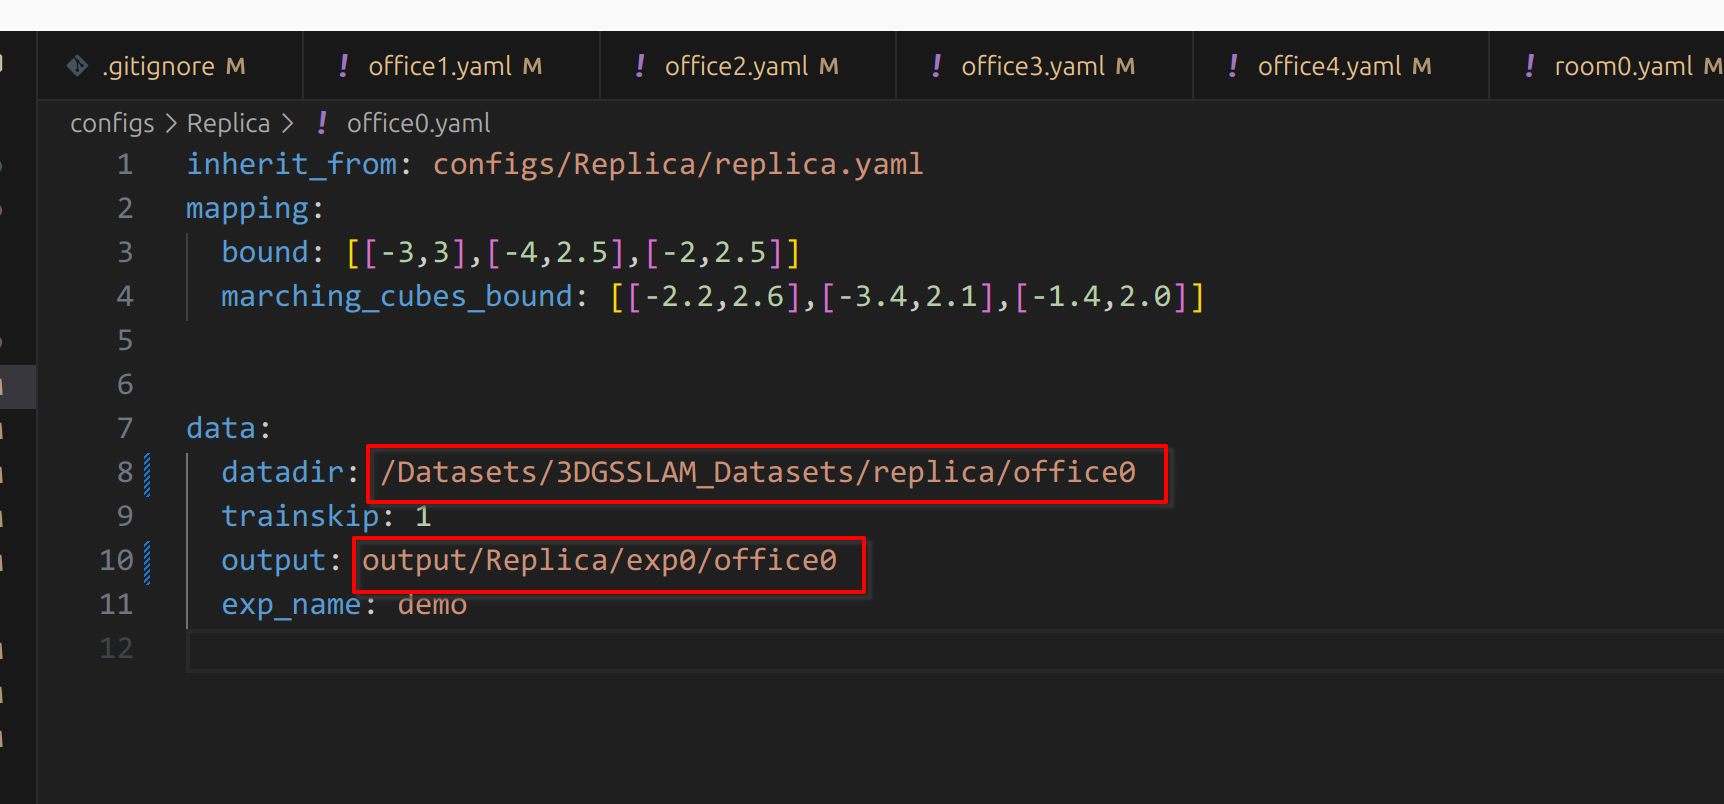 .gitignore M ! office1.yaml M ! office2.yaml M ! office3.yaml M ! office4.yaml M ! room0.yaml M
configs > Replica > ! office0.yaml
1 inherit_from: configs/Replica/replica.yaml
2 mapping:
3 bound: [[-3,3],[-4,2.5],[-2,2.5]]
4 marching_cubes_bound: [[-2.2,2.6],[-3.4,2.1],[-1.4,2.0]]
5
6
7 data:
8 datadir: /Datasets/3DGSSLAM_Datasets/replica/office0
9 trainskip: 1
10 output: output/Replica/exp0/office0
11 exp_name: demo
12